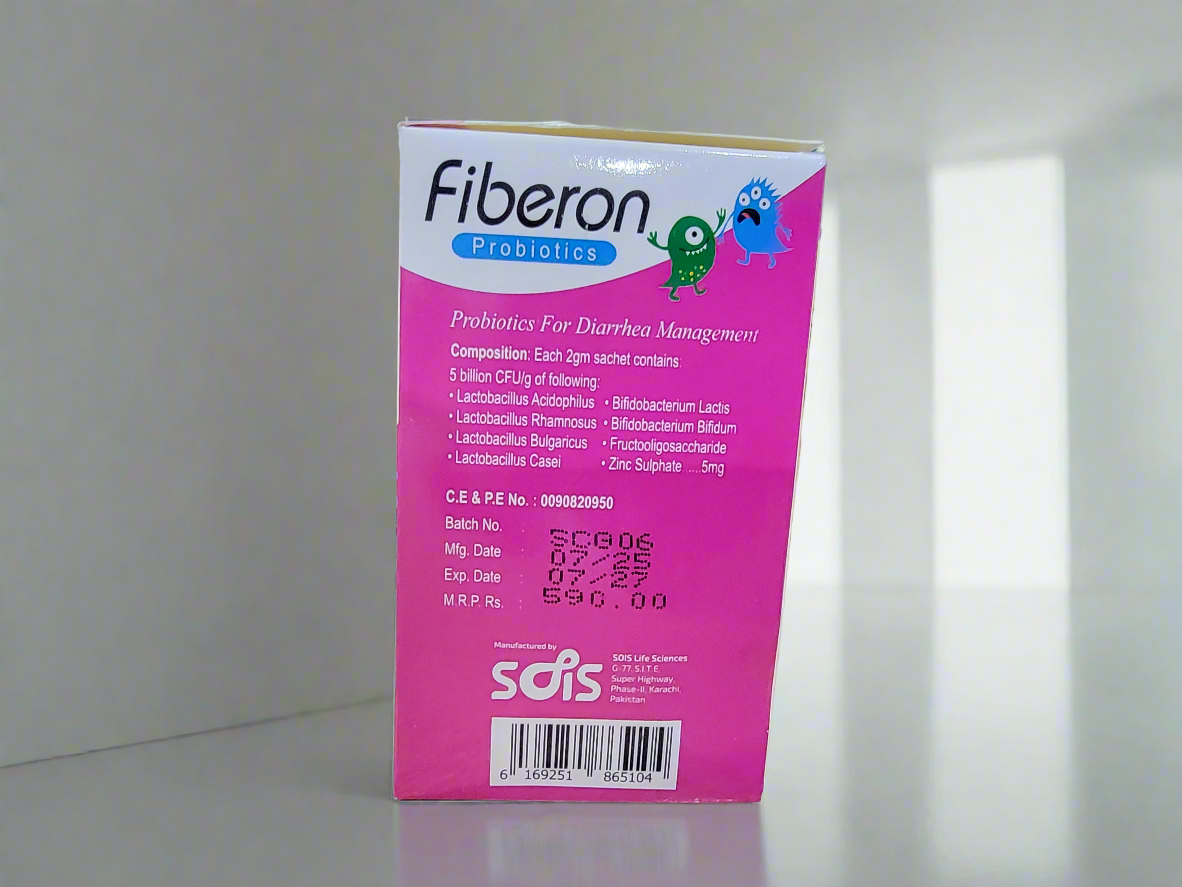 Fiberon
Probiotics
Probiotics For Diarrhea Management
Composition: Each 2gm sachet contains:
5 billion CFU/g of following:
• Lactobacillus Acidophilus • Bifidobacterium Lactis
• Lactobacillus Rhamnosus • Bifidobacterium Bifidum
• Lactobacillus Bulgaricus • Fructooligosaccharide
• Lactobacillus Casei • Zinc Sulphate ....5mg
C.E & P.E No. : 0090820950
Batch No. : SCG06
Mfg. Date : 07/25
Exp. Date : 07/27
M.R.P. Rs. : 590.00
Manufactured by
SOIS
SOIS Life Sciences
G-77, S.I.T.E,
Super Highway,
Phase-II, Karachi,
Pakistan
6 169251 865104